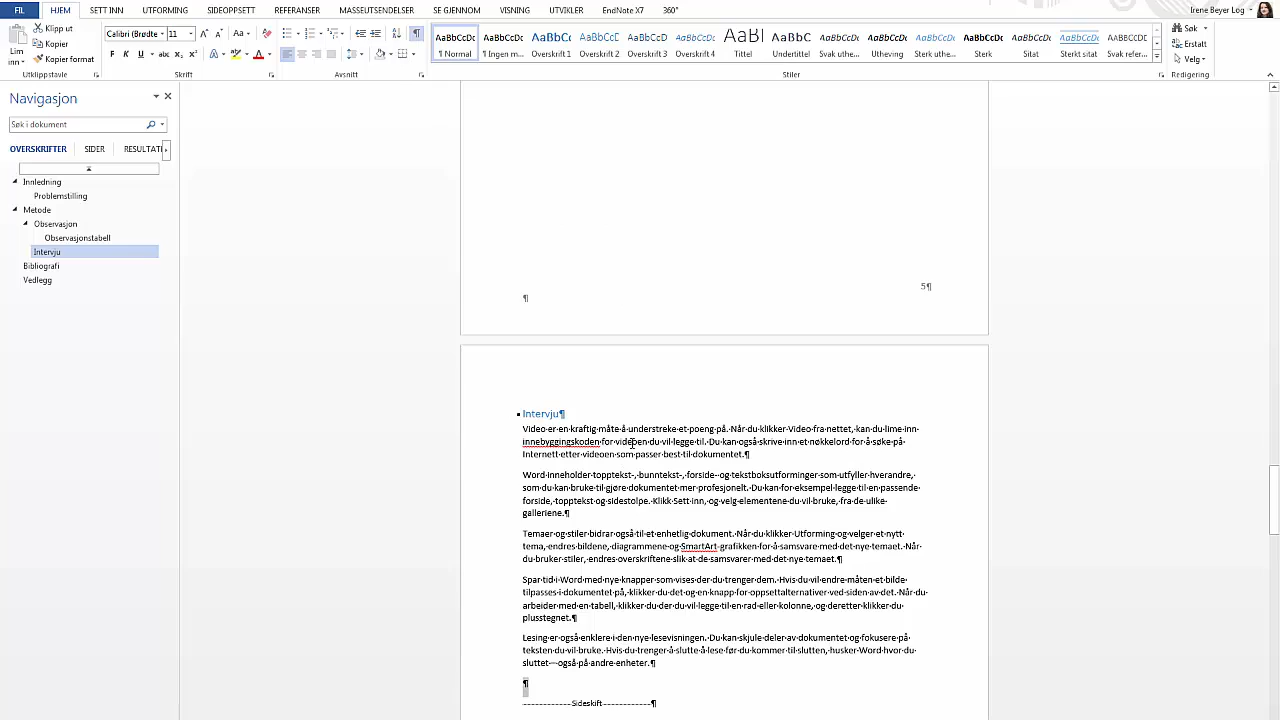 FIL HJEM SETT INN UTFORMING SIDEOPPSETT REFERANSER MASSEUTSENDELSER SE GJENNOM VISNING UTVIKLER EndNote X7 360° Irene Beyer Log
Lim inn Klipp ut Kopier Kopier format
Utklippstavle
Calibri (Brødte 11
F K U abc
Skrift
Avsnitt
AaBbCcDc AaBbCcDc AaBbCc AaBbCcE AaBbCcD AaBbCcDc AaBl AaBbC AaBbCcDc AaBbCcDc AaBbCcDc AaBbCcDc AaBbCcDc AaBbCcDc AaBbCcDc
¶ Normal ¶ Ingen m... Overskrift 1 Overskrift 2 Overskrift 3 Overskrift 4 Tittel Undertittel Svak uthe... Utheving Sterk uthe... Sterk Sitat Sterkt sitat Svak refer...
Stiler
Søk
Erstatt
Velg
Redigering
Navigasjon
Søk i dokument
OVERSKRIFTER SIDER RESULTATE
Innledning
Problemstilling
Metode
Observasjon
Observasjonstabell
Intervju
Bibliografi
Vedlegg
5¶
¶
Intervju¶
Video·er·en·kraftig·måte·å·understreke·et·poeng·på.·Når·du·klikker·Video·fra·nettet,·kan·du·lime·inn·
innebyggingskoden·for·videoen·du·vil·legge·til.·Du·kan·også·skrive·inn·et·nøkkelord·for·å·søke·på·
Internett·etter·videoen·som·passer·best·til·dokumentet.¶
Word·inneholder·topptekst-,·bunntekst-,·forside-·og·tekstboksutforminger·som·utfyller·hverandre,·
som·du·kan·bruke·til·gjøre·dokumentet·mer·profesjonelt.·Du·kan·for·eksempel·legge·til·en·passende·
forside,·topptekst·og·sidestolpe.·Klikk·Sett·inn,·og·velg·elementene·du·vil·bruke,·fra·de·ulike·
galleriene.¶
Temaer·og·stiler·bidrar·også·til·et·enhetlig·dokument.·Når·du·klikker·Utforming·og·velger·et·nytt·
tema,·endres·bildene,·diagrammene·og·SmartArt-grafikken·for·å·samsvare·med·det·nye·temaet.·Når·
du·bruker·stiler,·endres·overskriftene·slik·at·de·samsvarer·med·det·nye·temaet.¶
Spar·tid·i·Word·med·nye·knapper·som·vises·der·du·trenger·dem.·Hvis·du·vil·endre·måten·et·bilde·
tilpasses·i·dokumentet·på,·klikker·du·det·og·en·knapp·for·oppsettalternativer·ved·siden·av·det.·Når·du·
arbeider·med·en·tabell,·klikker·du·der·du·vil·legge·til·en·rad·eller·kolonne,·og·deretter·klikker·du·
plusstegnet.¶
Lesing·er·også·enklere·i·den·nye·lesevisningen.·Du·kan·skjule·deler·av·dokumentet·og·fokusere·på·
teksten·du·vil·bruke.·Hvis·du·trenger·å·slutte·å·lese·før·du·kommer·til·slutten,·husker·Word·hvor·du·
sluttet·–·også·på·andre·enheter.¶
¶
Sideskift¶